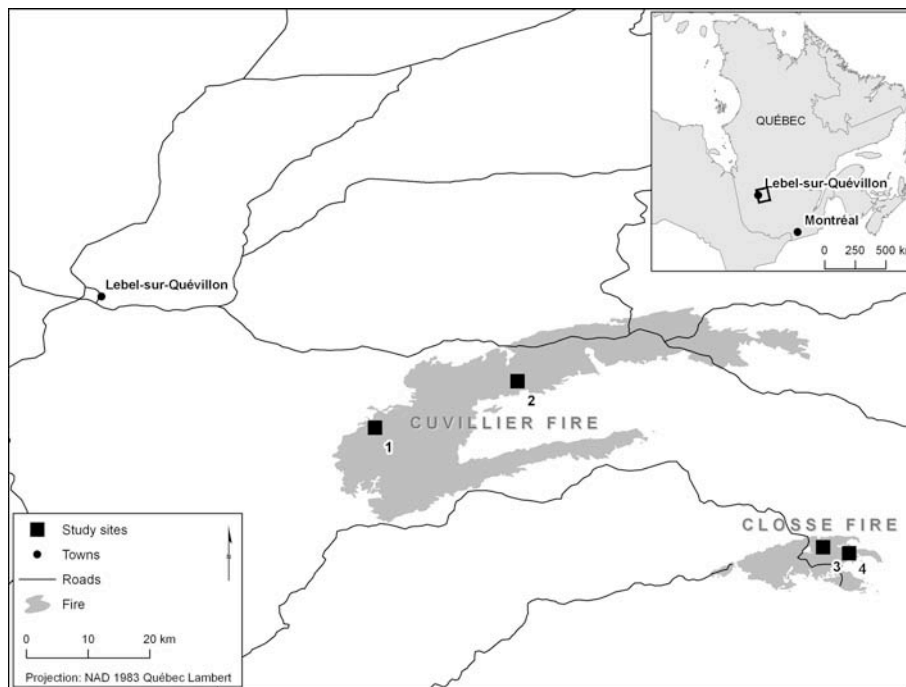 QUÉBEC
Lebel-sur-Quévillon
Montréal
0 250 500 km
Lebel-sur-Quévillon
2
CUVILLIER FIRE
1
CLOSSE FIRE
3
4
Study sites
Towns
Roads
Fire
0 10 20 km
Projection: NAD 1983 Québec Lambert